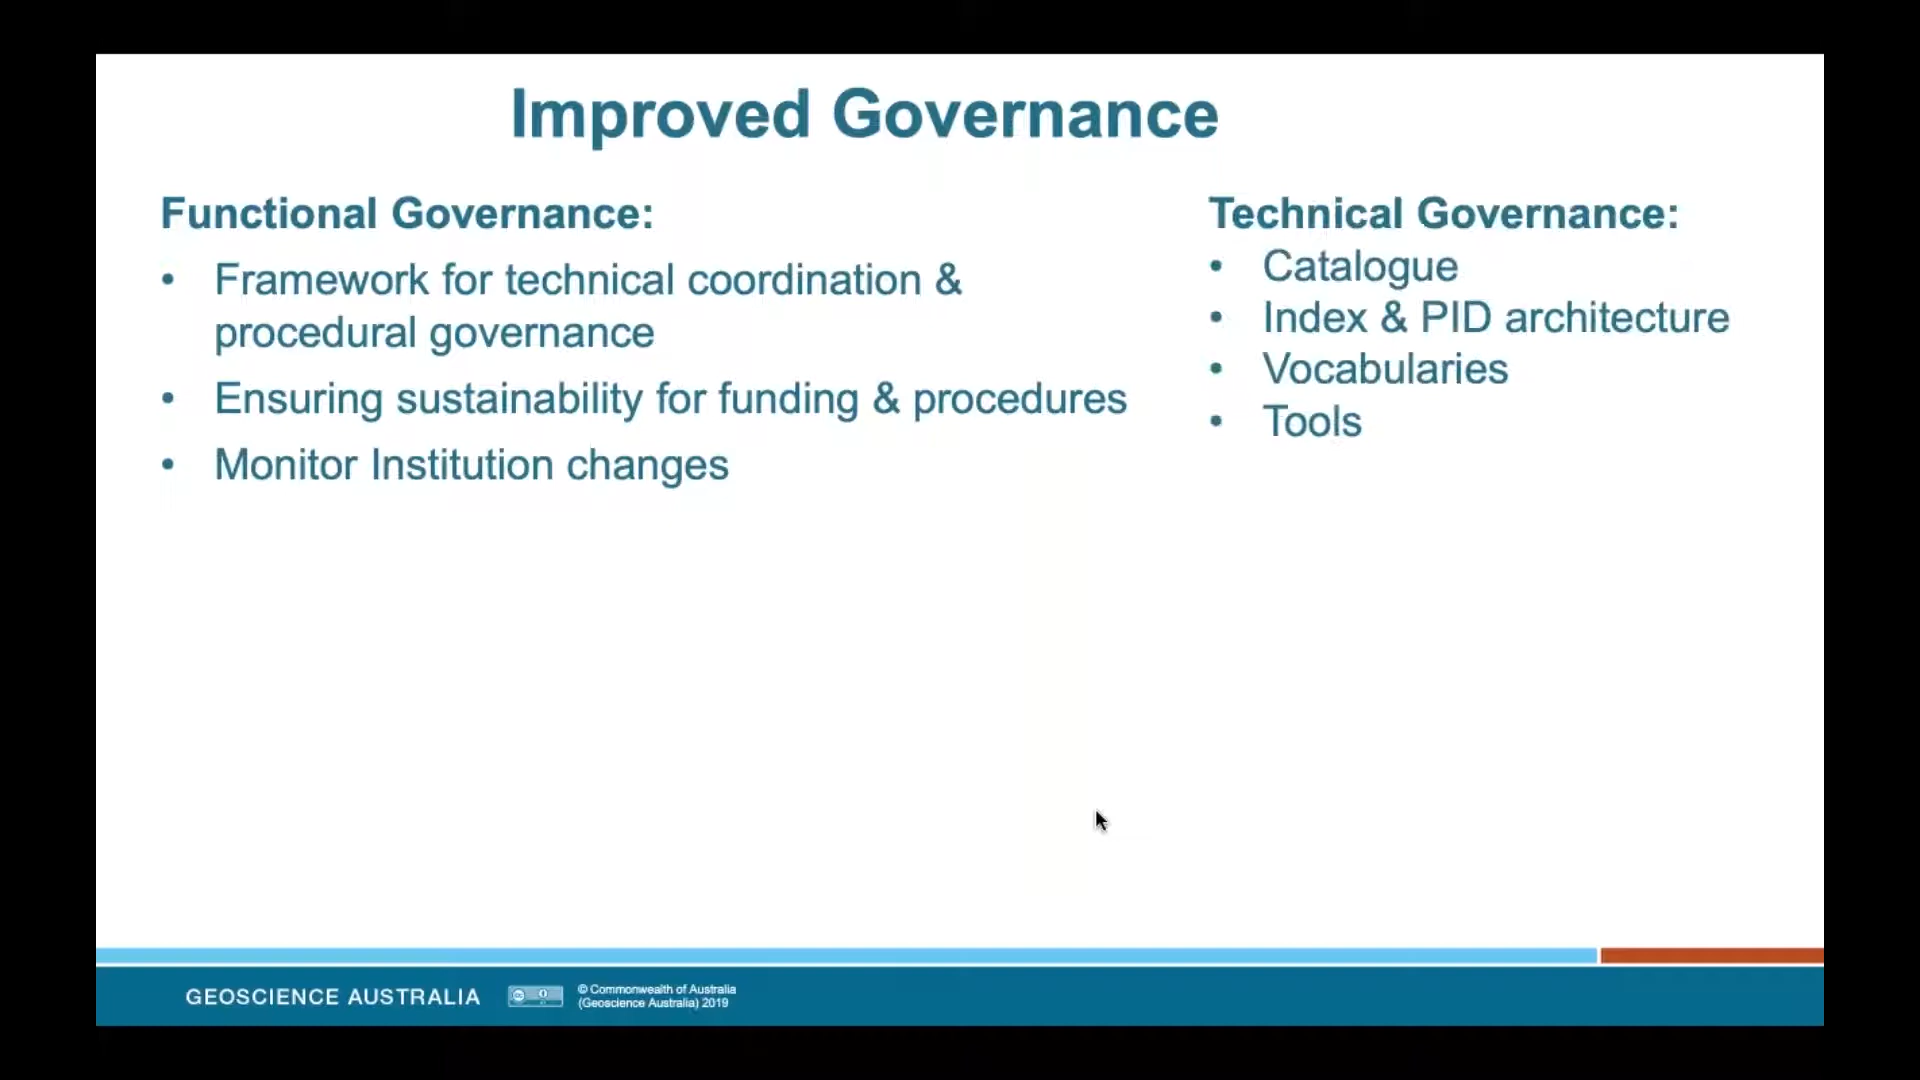 Improved Governance
Functional Governance:
• Framework for technical coordination &
procedural governance
• Ensuring sustainability for funding & procedures
• Monitor Institution changes
Technical Governance:
• Catalogue
• Index & PID architecture
• Vocabularies
• Tools
GEOSCIENCE AUSTRALIA
© Commonwealth of Australia
(Geoscience Australia) 2019